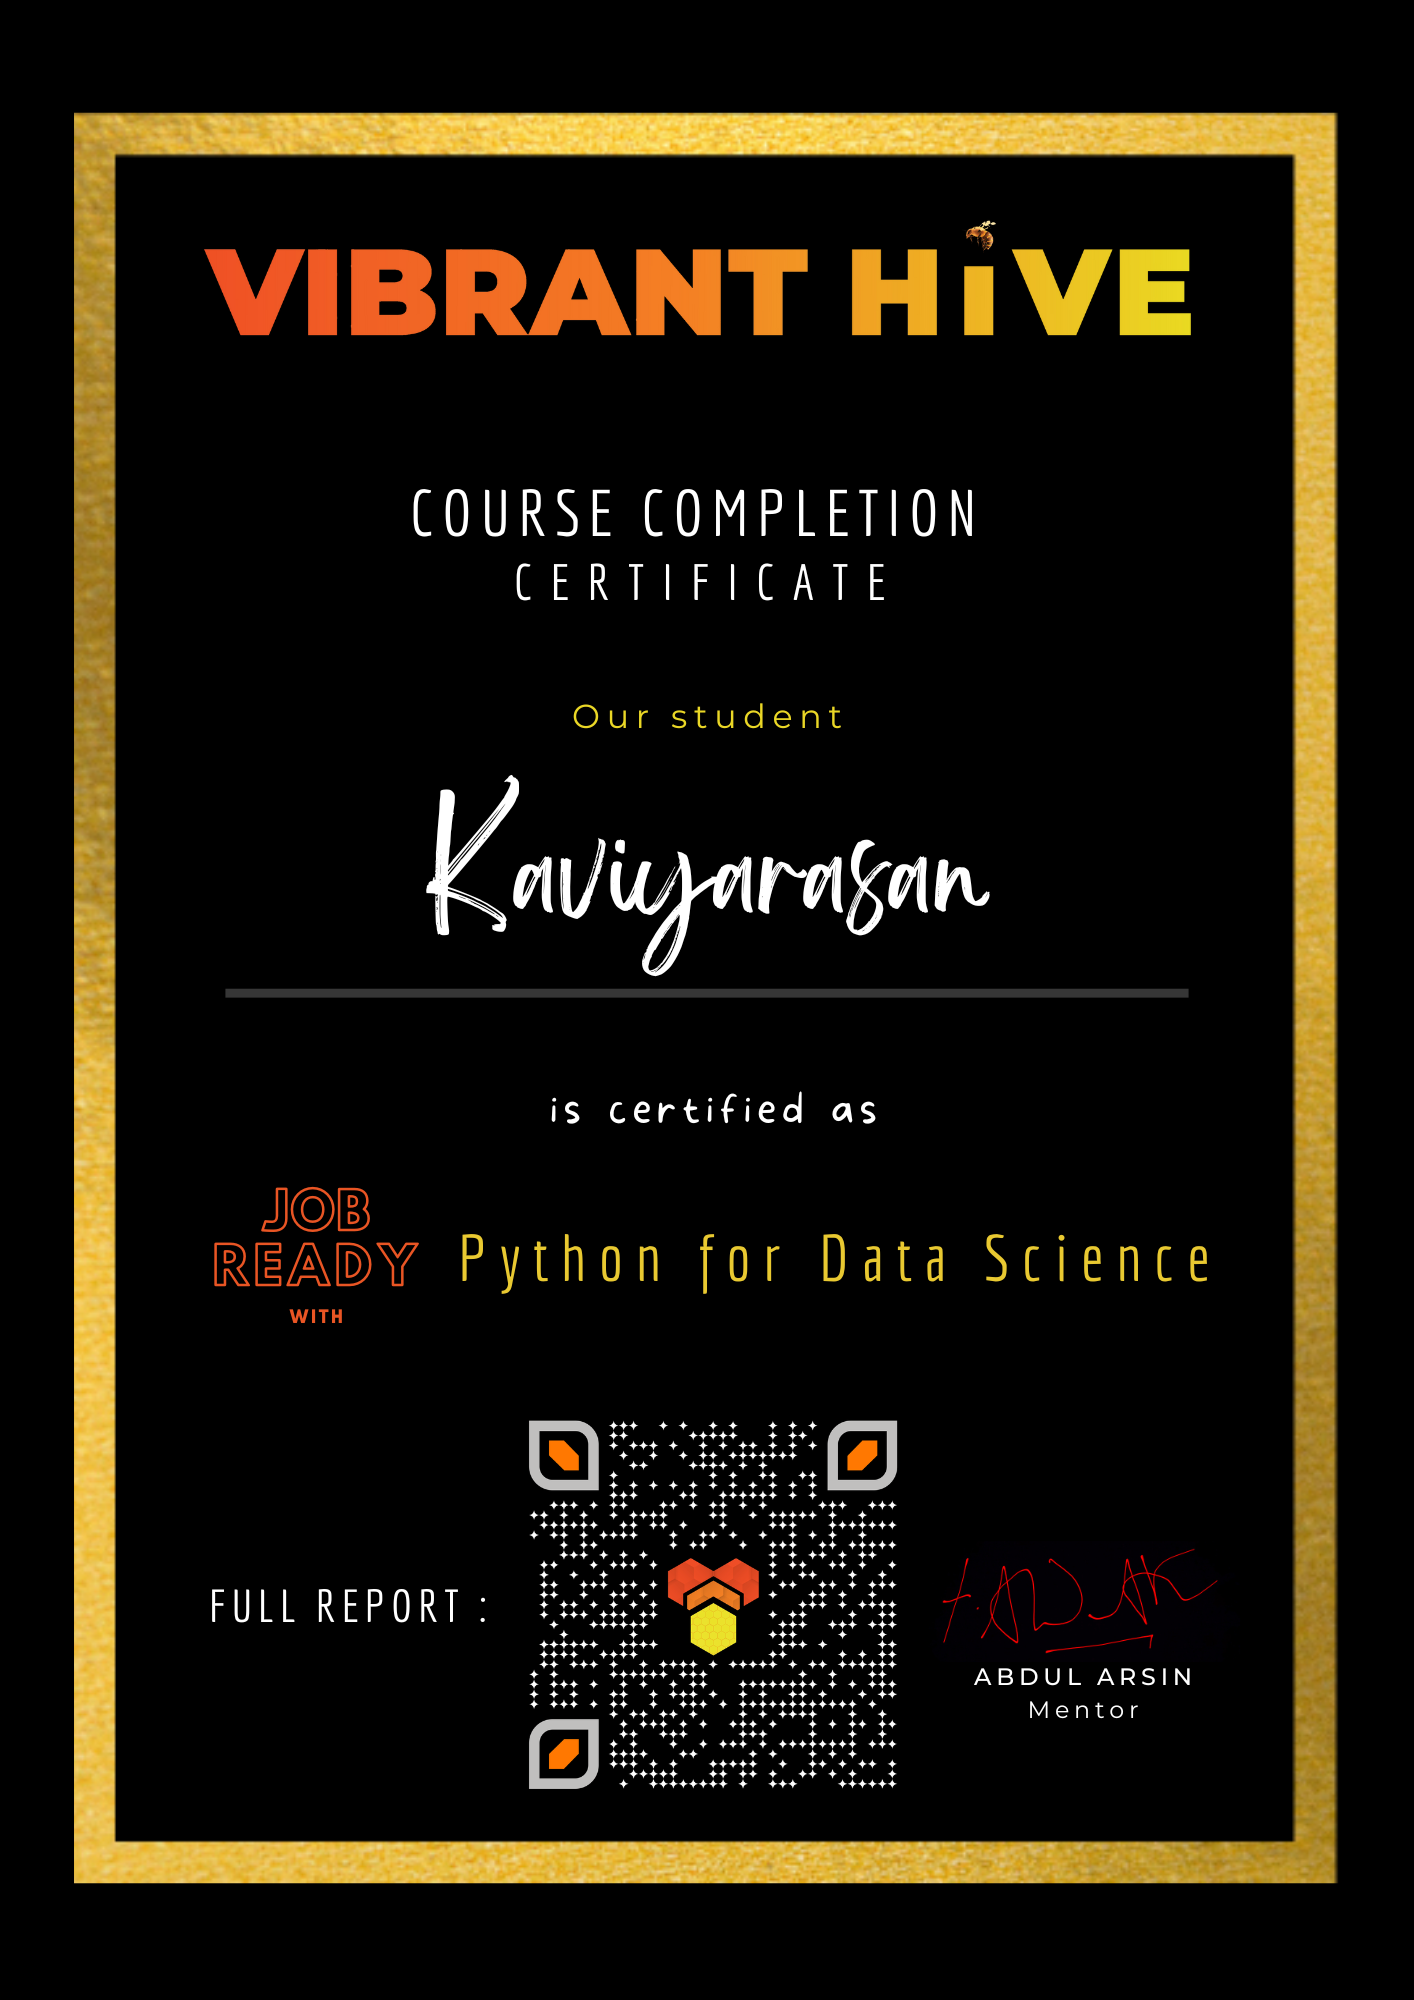 VIBRANT HiVE
COURSE COMPLETION
CERTIFICATE
Our student
Kaviyarasan
is certified as
JOB
READY
WITH
Python for Data Science
FULL REPORT :
ABDUL ARSIN
Mentor